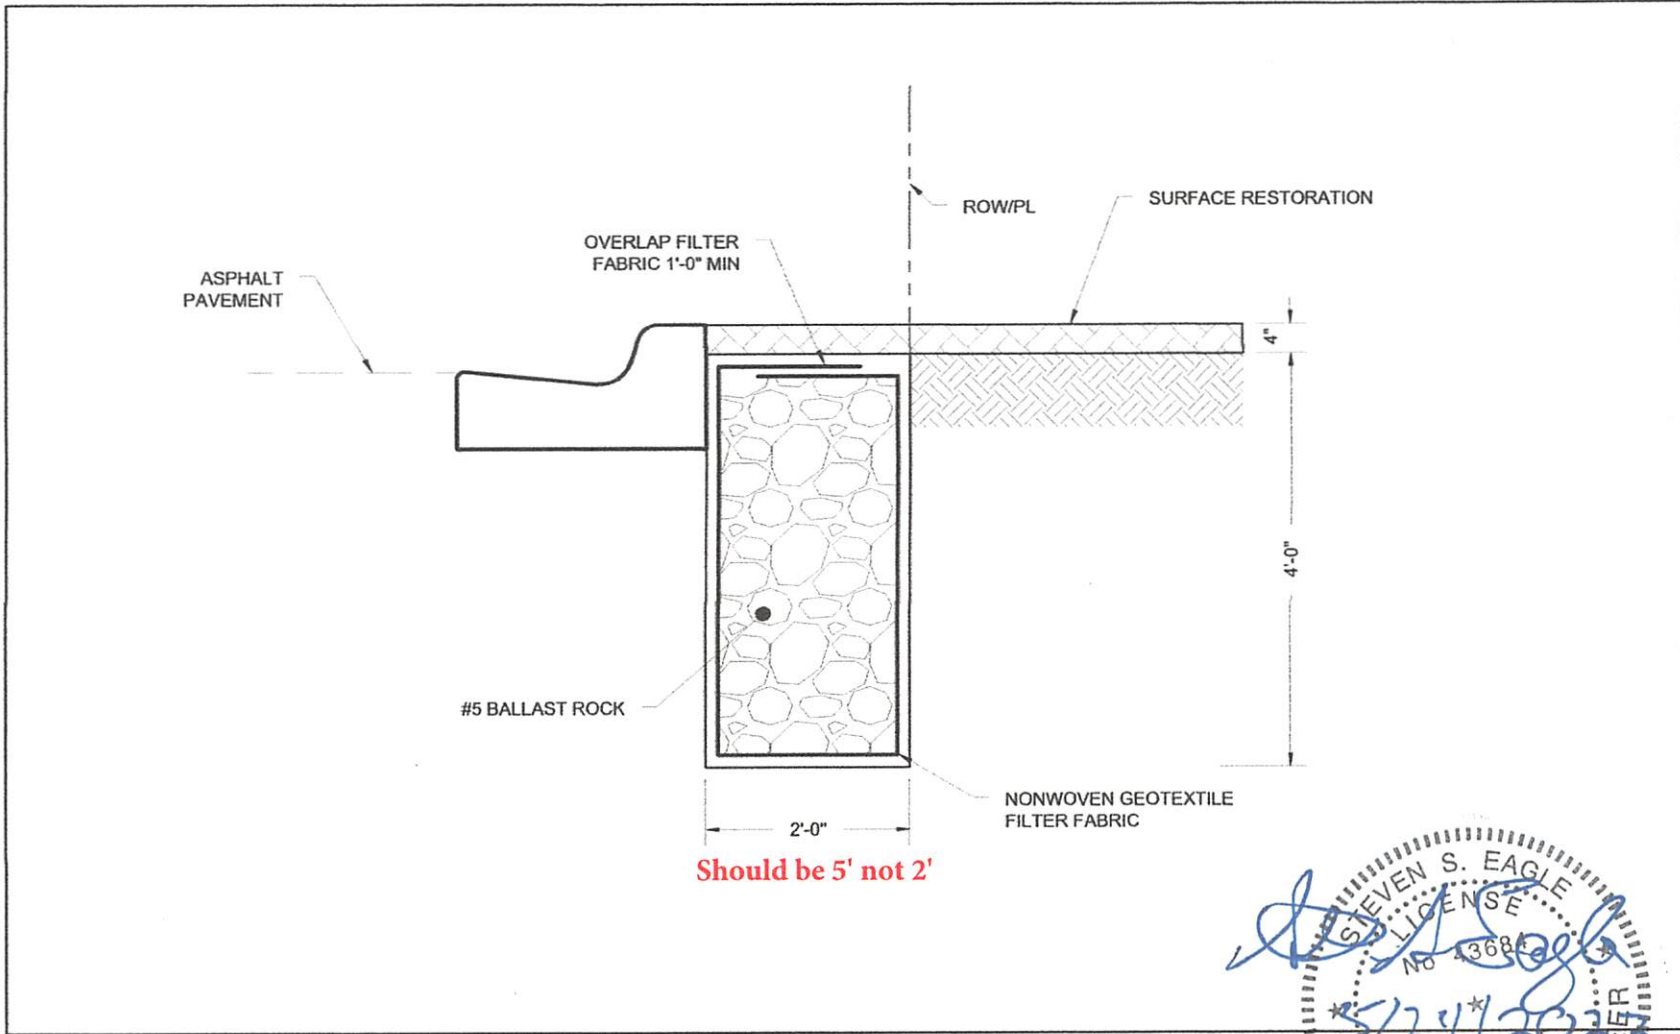 ROW/PL
SURFACE RESTORATION
OVERLAP FILTER
FABRIC 1'-0" MIN
ASPHALT
PAVEMENT
4"
4'-0"
#5 BALLAST ROCK
NONWOVEN GEOTEXTILE
FILTER FABRIC
2'-0"
Should be 5' not 2'
STEVEN S. EAGLE
LICENSE
No 43684